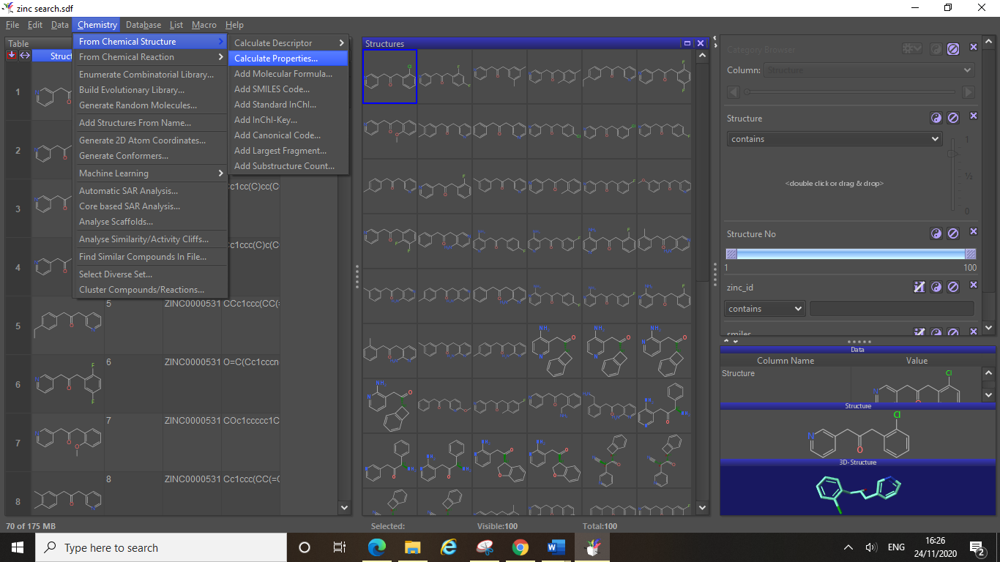 zinc search.sdf
File Edit Data Chemistry Database List Macro Help
Table
Struct
From Chemical Structure
From Chemical Reaction
Enumerate Combinatorial Library...
Build Evolutionary Library...
Generate Random Molecules...
Add Structures From Name...
Generate 2D Atom Coordinates...
Generate Conformers...
Machine Learning
Automatic SAR Analysis...
Core based SAR Analysis...
Analyse Scaffolds...
Analyse Similarity/Activity Cliffs...
Find Similar Compounds In File...
Select Diverse Set...
Cluster Compounds/Reactions...
Calculate Descriptor
Calculate Properties...
Add Molecular Formula...
Add SMILES Code...
Add Standard InChI...
Add InChI-Key...
Add Canonical Code...
Add Largest Fragment...
Add Substructure Count...
1
2
3
Cc1cc(C)cc(C
4
Cc1ccc(C)c(C
5 5 ZINC0000531 CCc1ccc(CC(=
6 6 ZINC0000531 O=C(Cc1cccn
7 7 ZINC0000531 COc1ccccc1C
8 8 ZINC0000531 Cc1ccc(CC(=O
Structures
Category Browser
Column: Structure
Structure
contains
1
½
0
<double click or drag & drop>
Structure No
1 100
zinc_id
contains
smiles
Data
Column Name Value
Structure
Structure
N O Cl
3D-Structure
70 of 175 MB Selected: Visible:100 Total:100
Type here to search
ENG
16:26
24/11/2020
2